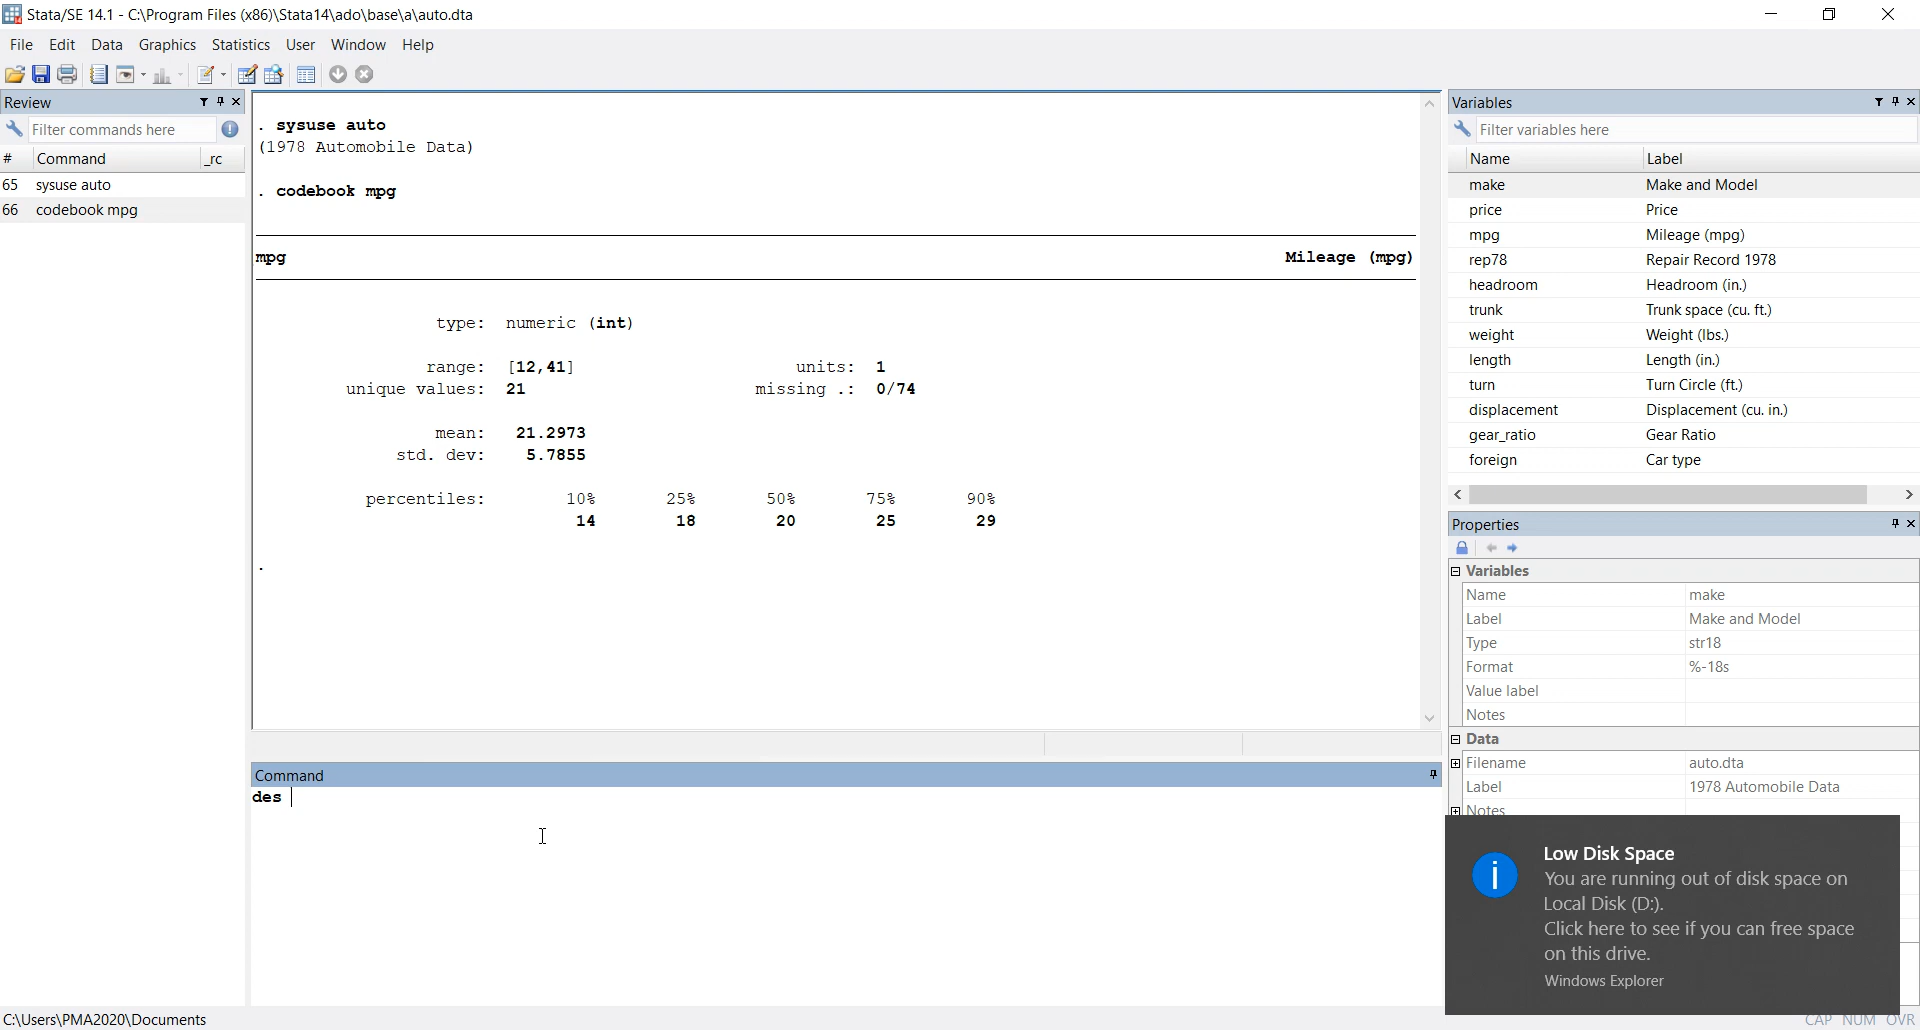 Stata/SE 14.1 - C:\Program Files (x86)\Stata14\ado\base\a\auto.dta
File Edit Data Graphics Statistics User Window Help
Review
Filter commands here
# Command _rc
65 sysuse auto
66 codebook mpg
. sysuse auto
(1978 Automobile Data)
. codebook mpg
mpg Mileage (mpg)
type: numeric (int)
range: [12,41] units: 1
unique values: 21 missing .: 0/74
mean: 21.2973
std. dev: 5.7855
percentiles: 10% 25% 50% 75% 90%
14 18 20 25 29
.
Command
des
Variables
Filter variables here
Name Label
make Make and Model
price Price
mpg Mileage (mpg)
rep78 Repair Record 1978
headroom Headroom (in.)
trunk Trunk space (cu. ft.)
weight Weight (lbs.)
length Length (in.)
turn Turn Circle (ft.)
displacement Displacement (cu. in.)
gear_ratio Gear Ratio
foreign Car type
Properties
Variables
Name make
Label Make and Model
Type str18
Format %-18s
Value label
Notes
Data
Filename auto.dta
Label 1978 Automobile Data
Notes
Low Disk Space
You are running out of disk space on
Local Disk (D:).
Click here to see if you can free space
on this drive.
Windows Explorer
C:\Users\PMA2020\Documents
CAP NUM OVR